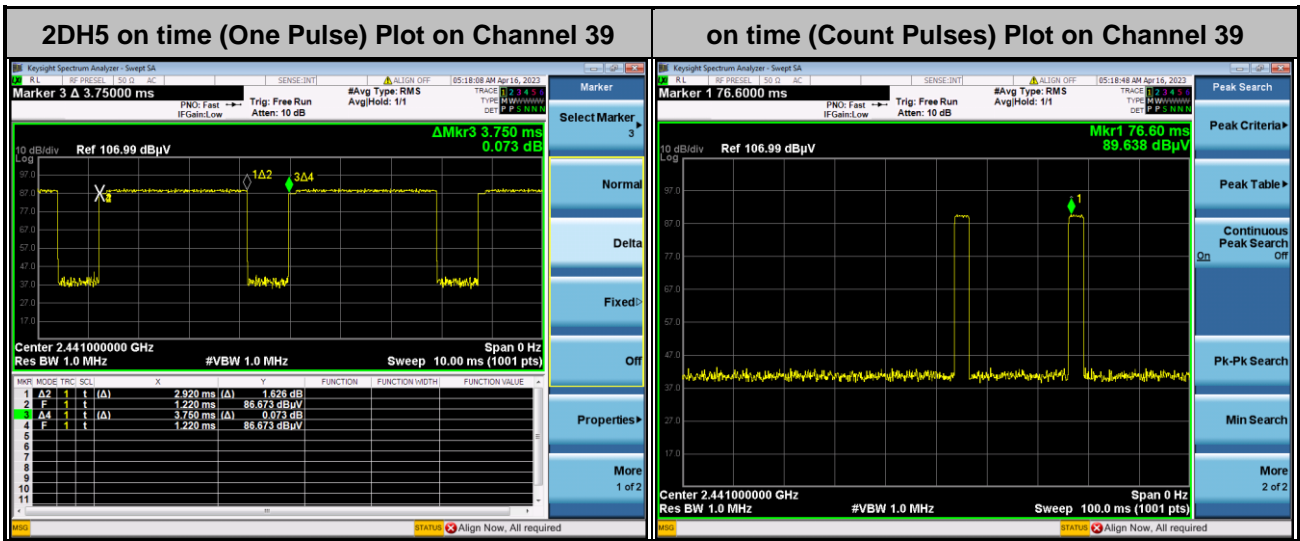 2DH5 on time (One Pulse) Plot on Channel 39
on time (Count Pulses) Plot on Channel 39
Keysight Spectrum Analyzer - Swept SA
RL RF PRESEL 50 Ω AC SENSE:INT ALIGN OFF 05:18:08 AM Apr 16, 2023
Marker 3 Δ 3.75000 ms
PNO: Fast
IFGain:Low
Trig: Free Run
Atten: 10 dB
#Avg Type: RMS
Avg|Hold: 1/1
TRACE 1 2 3 4 5 6
TYPE M W W W W W
DET P P S N N N
ΔMkr3 3.750 ms
0.073 dB
10 dB/div Ref 106.99 dBµV
Log
97.0
87.0
77.0
67.0
57.0
47.0
37.0
27.0
17.0
1Δ2
3Δ4
Center 2.441000000 GHz Span 0 Hz
Res BW 1.0 MHz #VBW 1.0 MHz Sweep 10.00 ms (1001 pts)
MKR MODE TRC SCL X Y FUNCTION FUNCTION WIDTH FUNCTION VALUE
1 Δ2 1 t (Δ) 2.920 ms (Δ) 1.626 dB
2 F 1 t 1.220 ms 86.673 dBµV
3 Δ4 1 t (Δ) 3.750 ms (Δ) 0.073 dB
4 F 1 t 1.220 ms 86.673 dBµV
5
6
7
8
9
10
11
MSG STATUS Align Now, All required
Marker
Select Marker
3
Normal
Delta
Fixed
Off
Properties
More
1 of 2
Keysight Spectrum Analyzer - Swept SA
RL RF PRESEL 50 Ω AC SENSE:INT ALIGN OFF 05:18:48 AM Apr 16, 2023
Marker 1 76.6000 ms
PNO: Fast
IFGain:Low
Trig: Free Run
Atten: 10 dB
#Avg Type: RMS
Avg|Hold: 1/1
TRACE 1 2 3 4 5 6
TYPE M W W W W W
DET P P S N N N
Mkr1 76.60 ms
89.638 dBµV
10 dB/div Ref 106.99 dBµV
Log
97.0
87.0
77.0
67.0
57.0
47.0
37.0
27.0
17.0
1
Center 2.441000000 GHz Span 0 Hz
Res BW 1.0 MHz #VBW 1.0 MHz Sweep 100.0 ms (1001 pts)
MSG STATUS Align Now, All required
Peak Search
Peak Criteria
Peak Table
Continuous
Peak Search
On Off
Pk-Pk Search
Min Search
More
2 of 2